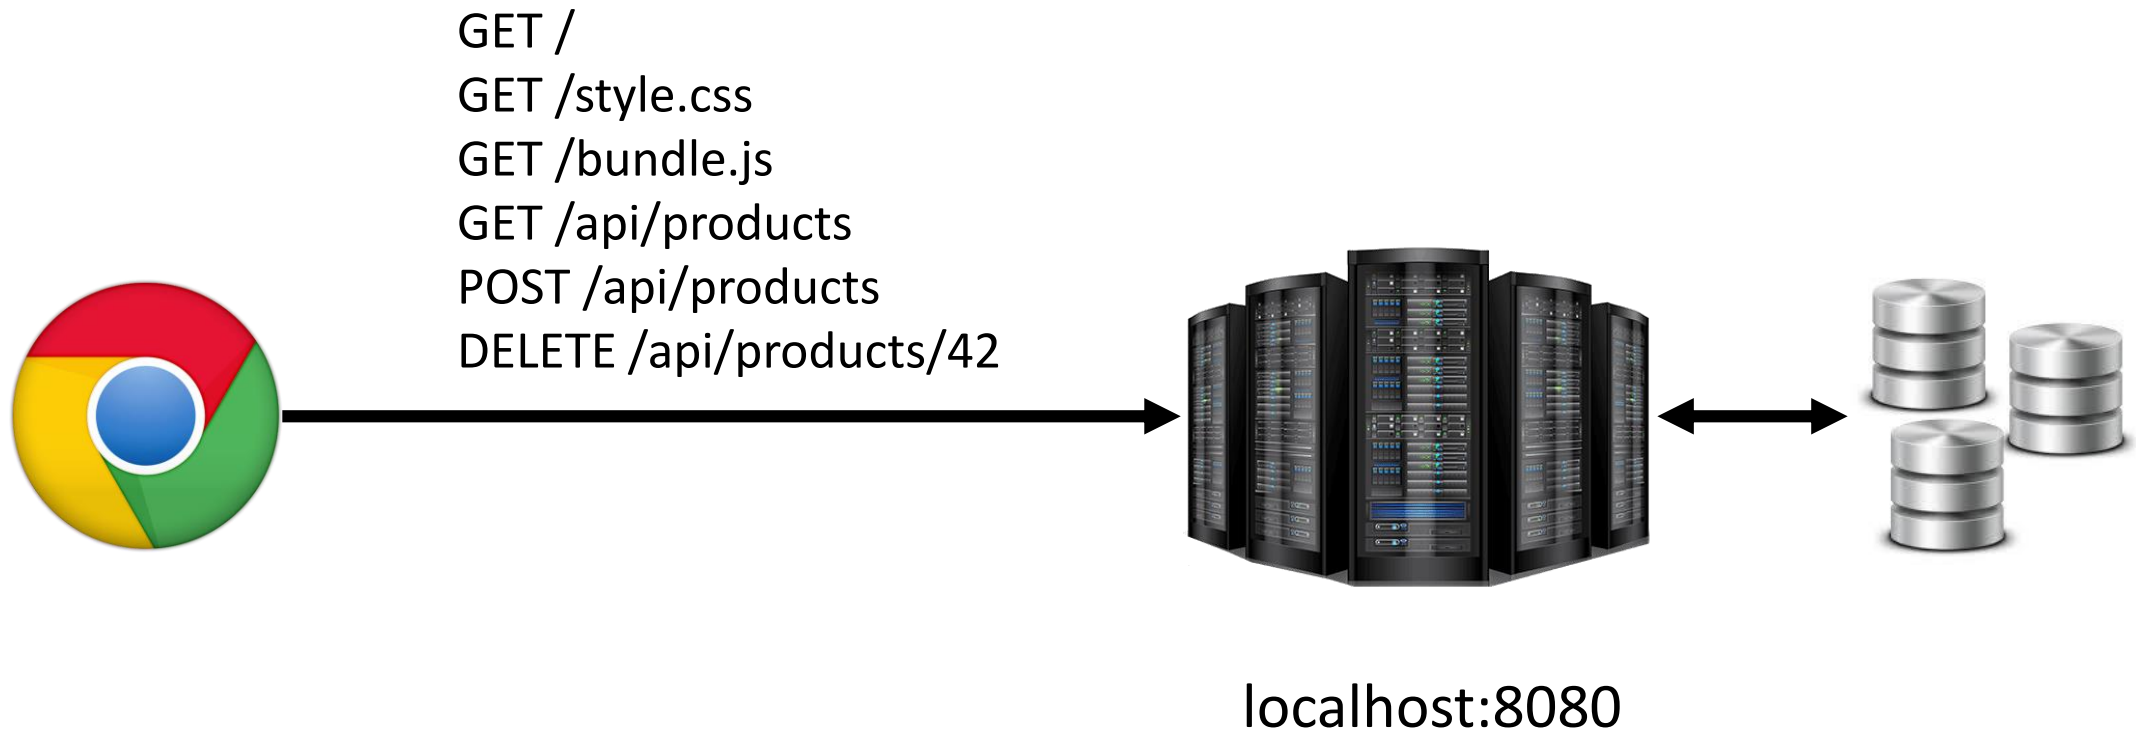 GET /
GET /style.css
GET /bundle.js
GET /api/products
POST /api/products
DELETE /api/products/42
localhost:8080